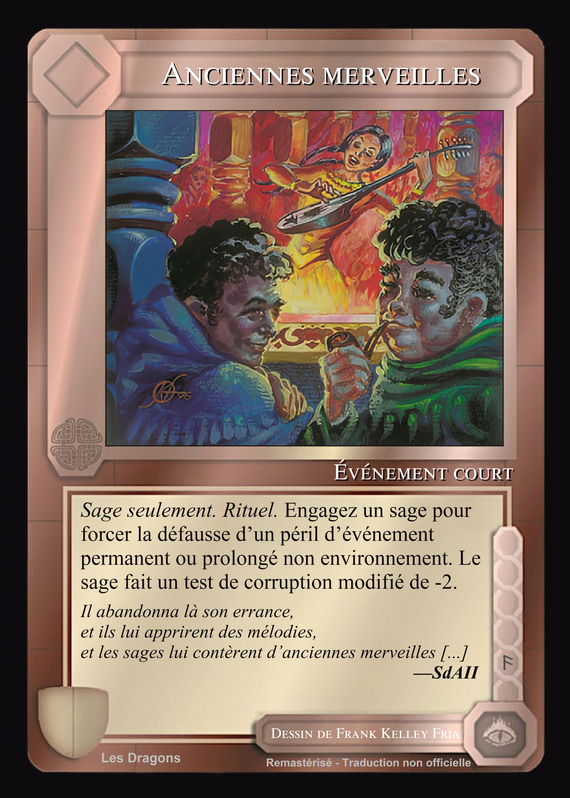 Anciennes merveilles
Événement court
Sage seulement. Rituel. Engagez un sage pour
forcer la défausse d’un péril d’événement
permanent ou prolongé non environnement. Le
sage fait un test de corruption modifié de -2.
Il abandonna là son errance,
et ils lui apprirent des mélodies,
et les sages lui contèrent d’anciennes merveilles [...]
—SdAII
Dessin de Frank Kelley Fria
Les Dragons
Remastérisé - Traduction non officielle